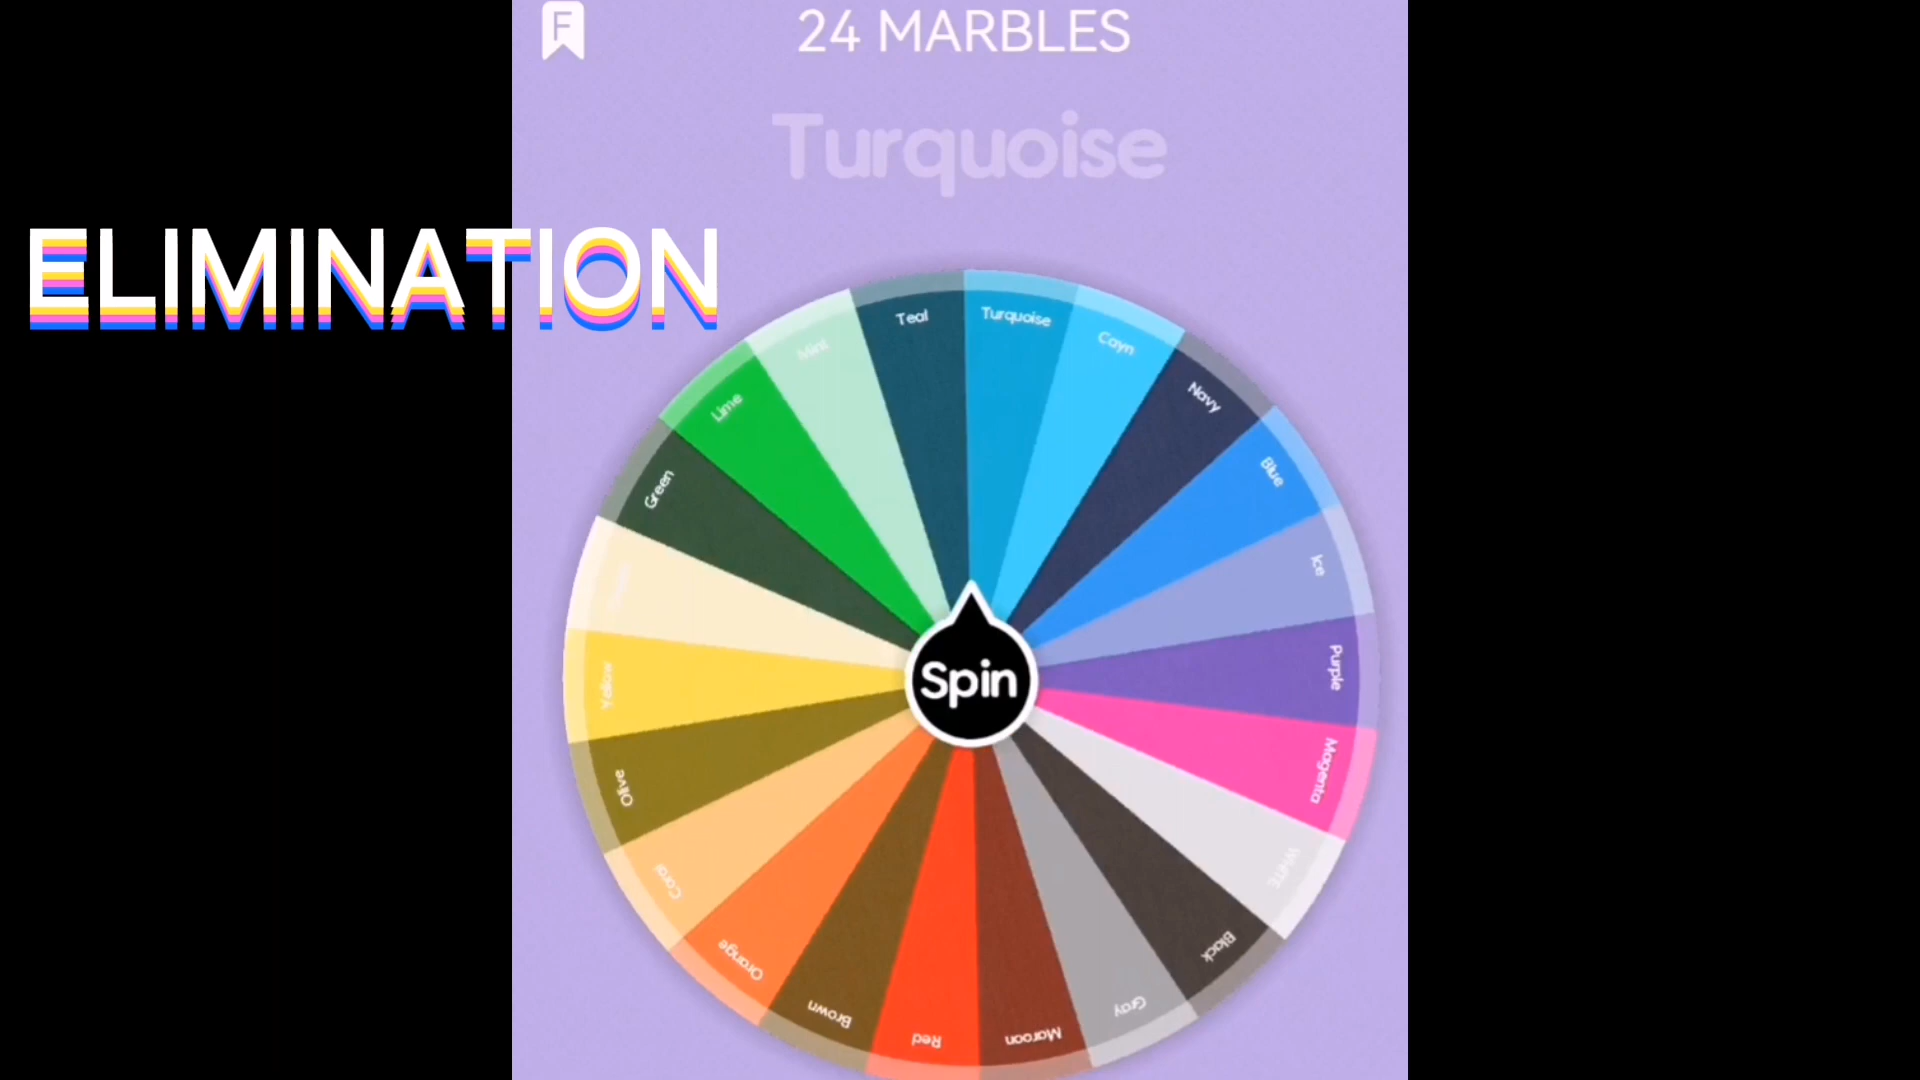 F
24 MARBLES
Turquoise
ELIMINATION
Teal
Turquoise
Cayn
Navy
Blue
Ice
Purple
Magenta
WHITE
Black
Gray
Maroon
Red
Brown
Orange
Coral
Olive
Yellow
Green
Lime
Mint
Spin